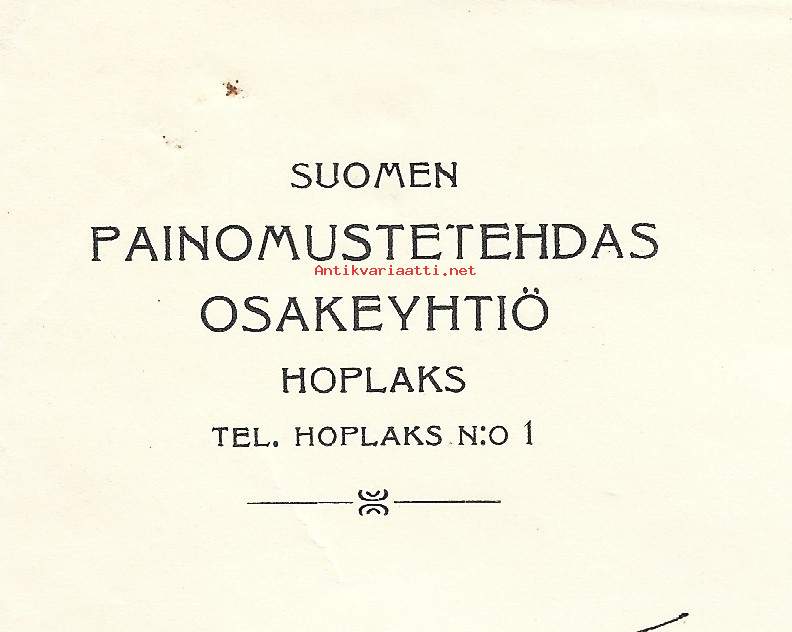 SUOMEN
PAINOMUSTETEHDAS
Antikvariaatti.net
OSAKEYHTIÖ
HOPLAKS
TEL. HOPLAKS N:O 1